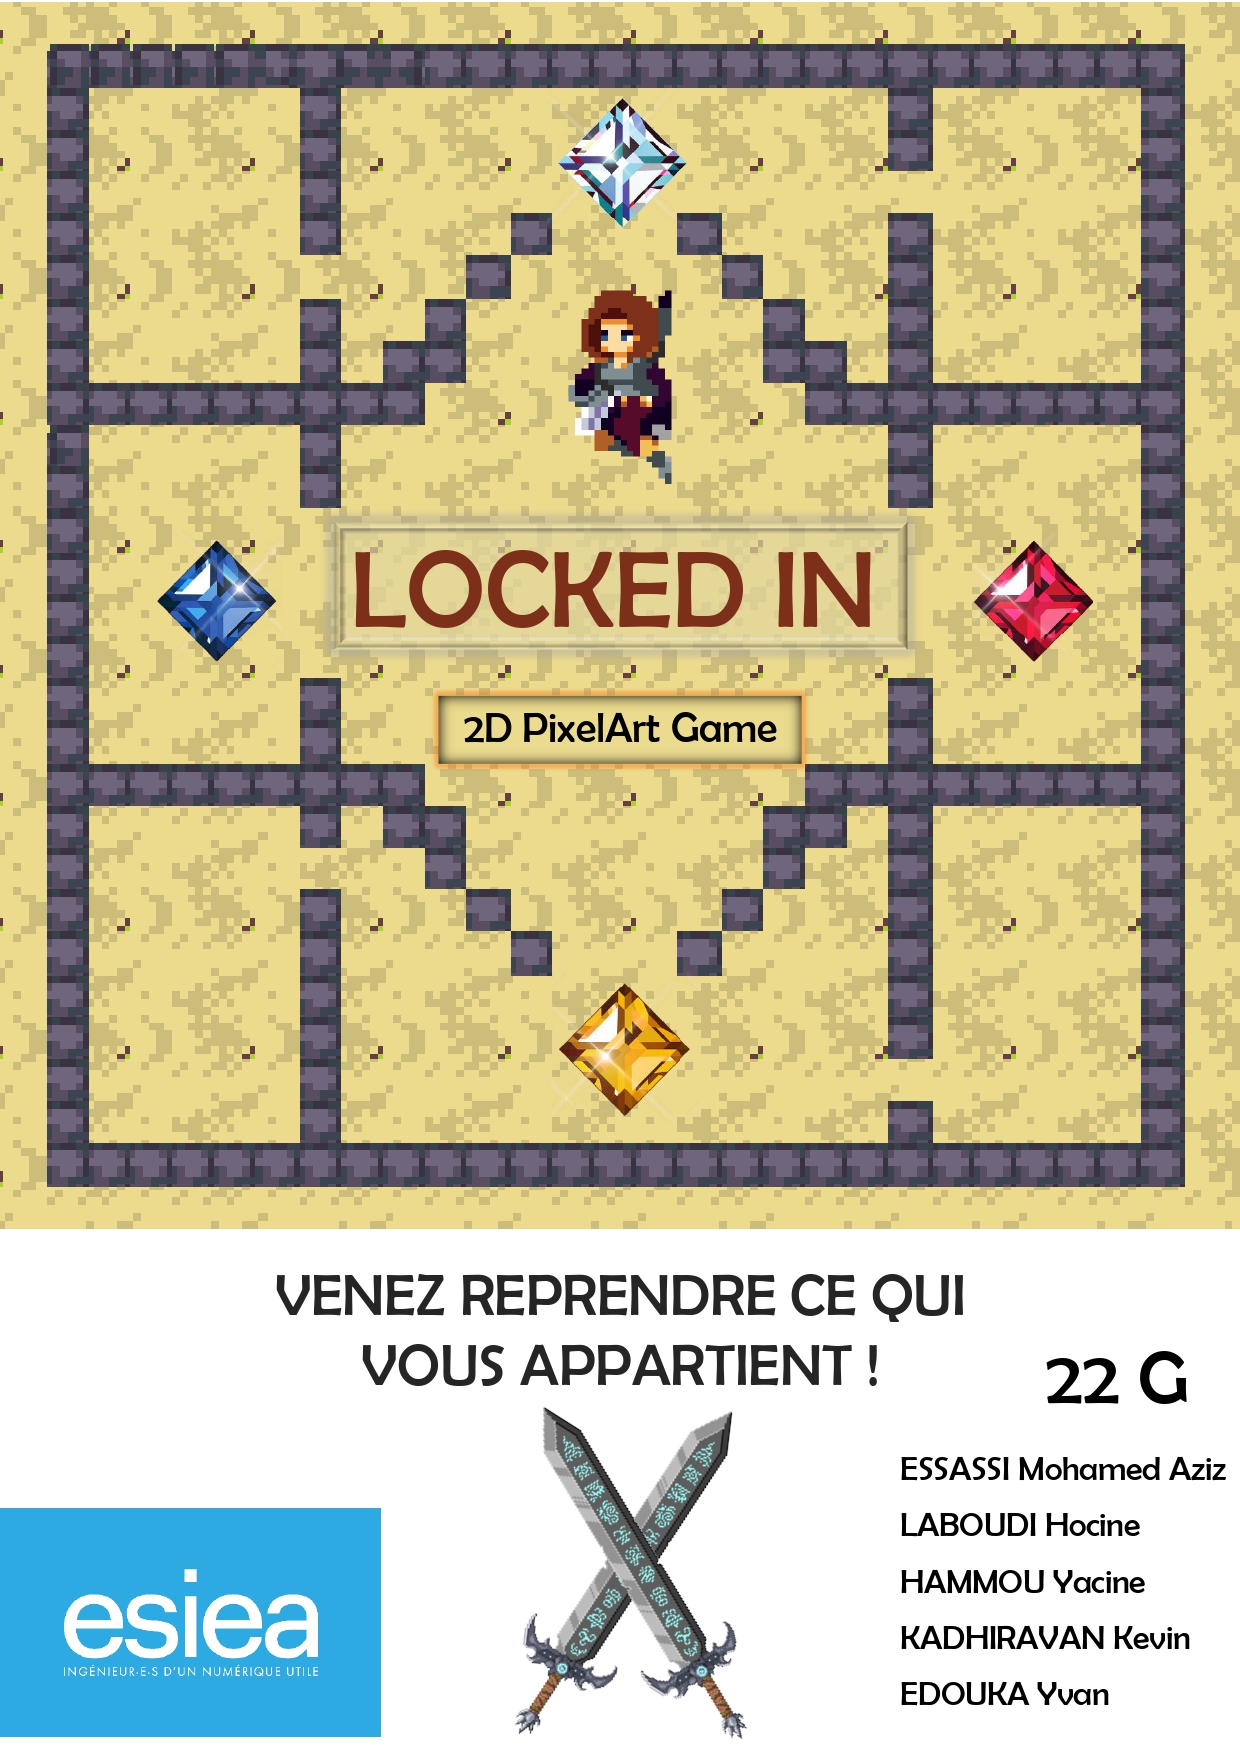 LOCKED IN
2D PixelArt Game
VENEZ REPRENDRE CE QUI
VOUS APPARTIENT !
22 G
ESSASSI Mohamed Aziz
LABOUDI Hocine
HAMMOU Yacine
KADHIRAVAN Kevin
EDOUKA Yvan
esiea
INGÉNIEUR·E·S D'UN NUMÉRIQUE UTILE